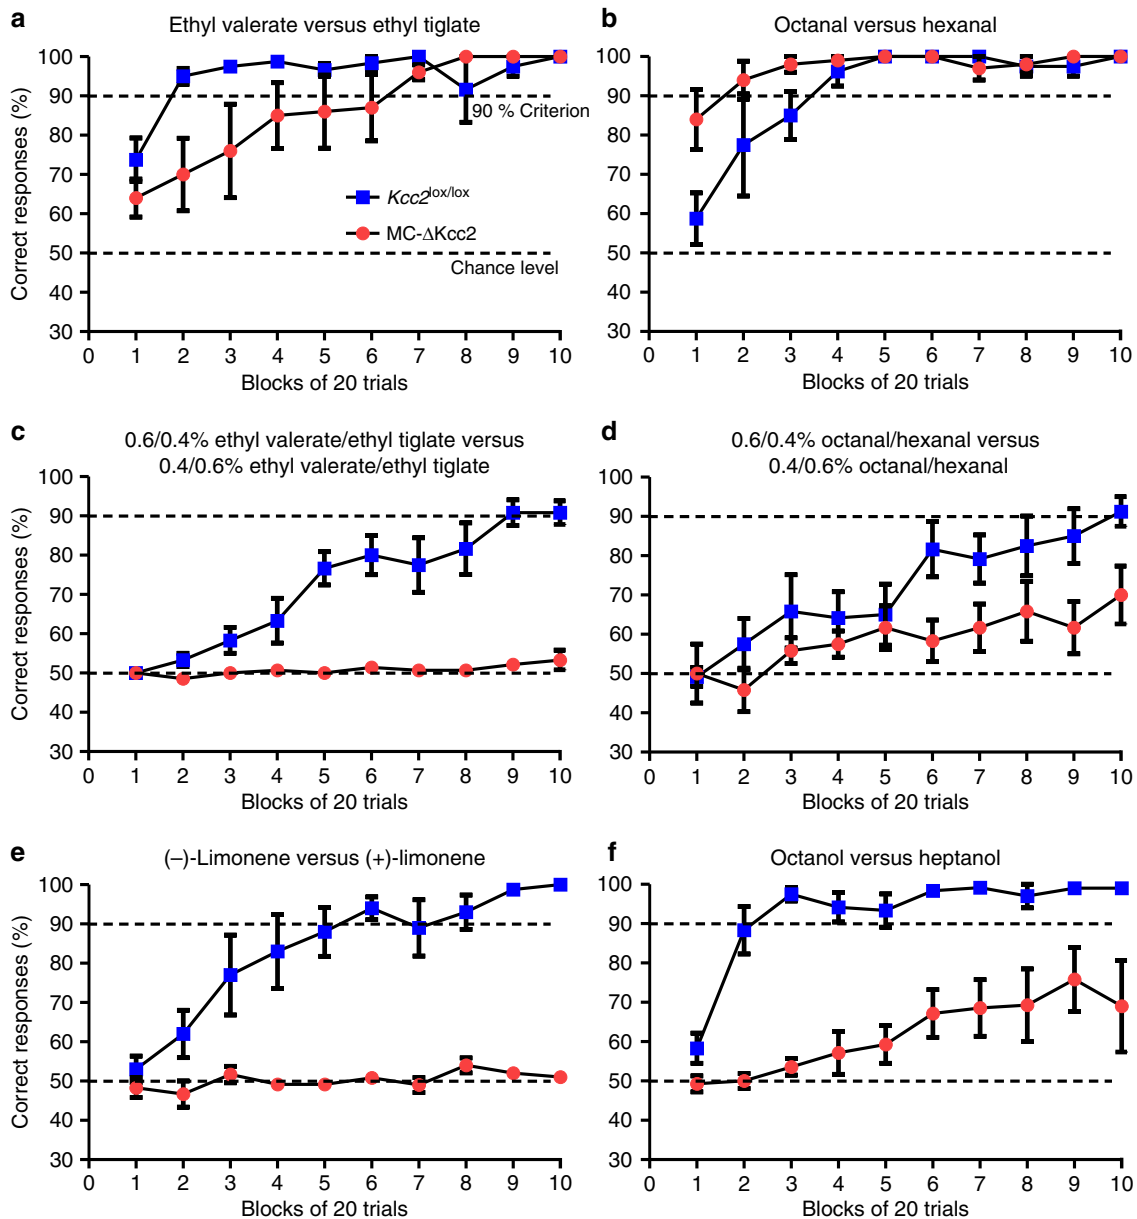 a
Ethyl valerate versus ethyl tiglate
Correct responses (%)
100
90
80
70
60
50
40
30
90 % Criterion
Kcc2lox/lox
MC-ΔKcc2
Chance level
0 1 2 3 4 5 6 7 8 9 10
Blocks of 20 trials
b
Octanal versus hexanal
100
90
80
70
60
50
40
30
0 1 2 3 4 5 6 7 8 9 10
Blocks of 20 trials
c
0.6/0.4% ethyl valerate/ethyl tiglate versus
0.4/0.6% ethyl valerate/ethyl tiglate
Correct responses (%)
100
90
80
70
60
50
40
30
0 1 2 3 4 5 6 7 8 9 10
Blocks of 20 trials
d
0.6/0.4% octanal/hexanal versus
0.4/0.6% octanal/hexanal
100
90
80
70
60
50
40
30
0 1 2 3 4 5 6 7 8 9 10
Blocks of 20 trials
e
(–)-Limonene versus (+)-limonene
Correct responses (%)
100
90
80
70
60
50
40
30
0 1 2 3 4 5 6 7 8 9 10
Blocks of 20 trials
f
Octanol versus heptanol
100
90
80
70
60
50
40
30
0 1 2 3 4 5 6 7 8 9 10
Blocks of 20 trials